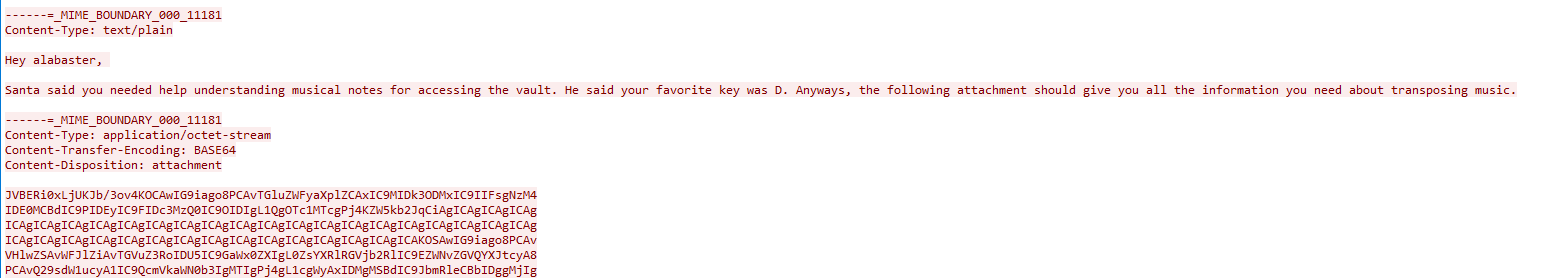 ------=_MIME_BOUNDARY_000_11181
Content-Type: text/plain
Hey alabaster,
Santa said you needed help understanding musical notes for accessing the vault. He said your favorite key was D. Anyways, the following attachment should give you all the information you need about transposing music.
------=_MIME_BOUNDARY_000_11181
Content-Type: application/octet-stream
Content-Transfer-Encoding: BASE64
Content-Disposition: attachment
JVBERi0xLjUKJb/3ov4KOCAwIG9iago8PCAvTGluZWFyaXplZCAxIC9MIDk3ODMxIC9IIFsgNzM4
IDE0MCBdIC9PIDEyIC9FIDc3MzQ0IC9OIDIgL1QgOTc1MTcgPj4KZW5kb2JqCiAgICAgICAgICAg
ICAgICAgICAgICAgICAgICAgICAgICAgICAgICAgICAgICAgICAgICAgICAgICAgICAgICAgICAg
ICAgICAgICAgICAgICAgICAgICAgICAgICAgICAgICAgICAgICAgICAgICAKOSAwIG9iago8PCAv
VHlwZSAvWFJlZiAvTGVuZ3RoIDU5IC9GaWx0ZXIgL0ZsYXRlRGVjb2RlIC9EZWNvZGVQYXJtcyA8
PCAvQ29sdW1ucyA1IC9QcmVkaWN0b3IgMTIgPj4gL1cgWyAxIDMgMSBdIC9JbmRleCBbIDggMjIg